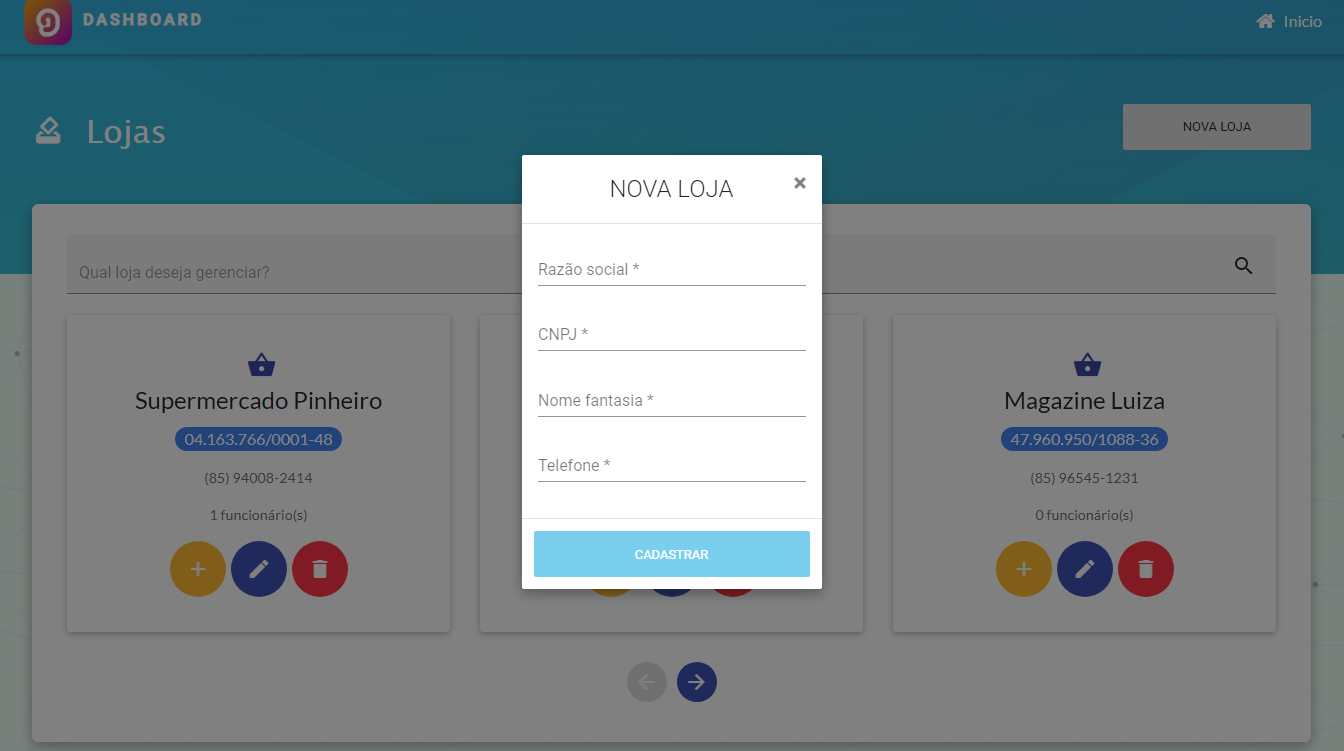 DASHBOARD
Inicio
Lojas
NOVA LOJA
NOVA LOJA
×
Razão social *
CNPJ *
Nome fantasia *
Telefone *
CADASTRAR
Qual loja deseja gerenciar?
Supermercado Pinheiro
04.163.766/0001-48
(85) 94008-2414
1 funcionário(s)
Magazine Luiza
47.960.950/1088-36
(85) 96545-1231
0 funcionário(s)